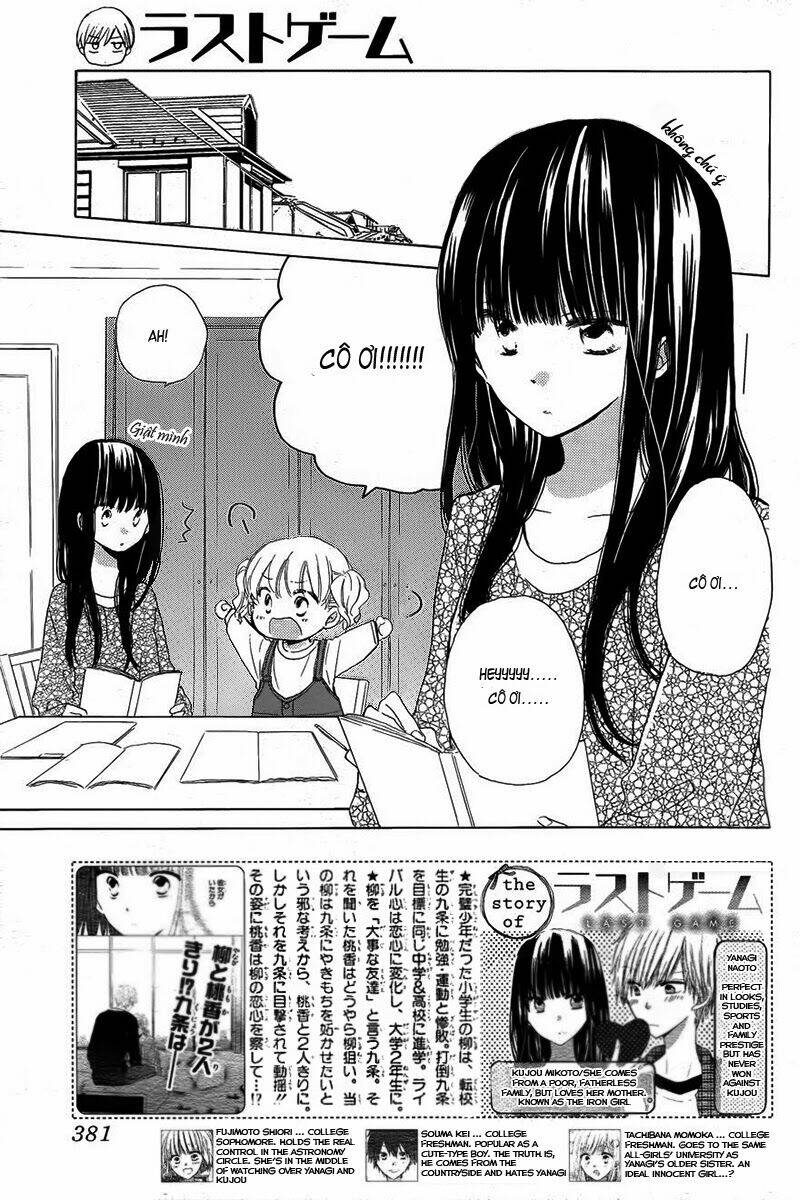 ラストゲーム
không chú ý
CÔ ƠI!!!!!!!
AH!
Giật mình
CÔ ƠI...
HEYYYYY.....
CÔ ƠI.....
the
story
of
ラストゲーム
LAST GAME
YANAGI
NAOTO
PERFECT
IN LOOKS,
STUDIES,
SPORTS
AND
FAMILY
PRESTIGE
BUT HAS
NEVER
WON
AGAINST
KUJOU
KUJOU MIKOTO/SHE COMES
FROM A POOR, FATHERLESS
FAMILY, BUT LOVES HER MOTHER.
KNOWN AS THE IRON GIRL
★完璧少年だった小学生の柳は、転校
生の九条に勉強・運動と惨敗。打倒九条
を目標に同じ中学&高校に進学。ライ
バル心は恋心に変化し、大学2年生に。
★柳を「大事な友達」と言う九条。そ
れを聞いた桃香はどうやら柳狙い。当
の柳は九条にやきもちを妬かせたいと
いう邪な考えから、桃香と2人きりに。
しかしそれを九条に目撃されて動揺!!
その姿に桃香は柳の恋心を察して…!?
柳と桃香が2人
きり!?九条は―
381
FUJIMOTO SHIORI ... COLLEGE
SOPHOMORE. HOLDS THE REAL
CONTROL IN THE ASTRONOMY
CIRCLE. SHE'S IN THE MIDDLE
OF WATCHING OVER YANAGI AND
KUJOU
SOUMA KEI ... COLLEGE
FRESHMAN. POPULAR AS A
CUTE-TYPE BOY. THE TRUTH IS,
HE COMES FROM THE
COUNTRYSIDE AND HATES YANAGI
TACHIBANA MOMOKA ... COLLEGE
FRESHMAN. GOES TO THE SAME
ALL-GIRLS' UNIVERSITY AS
YANAGI'S OLDER SISTER. AN
IDEAL INNOCENT GIRL...?